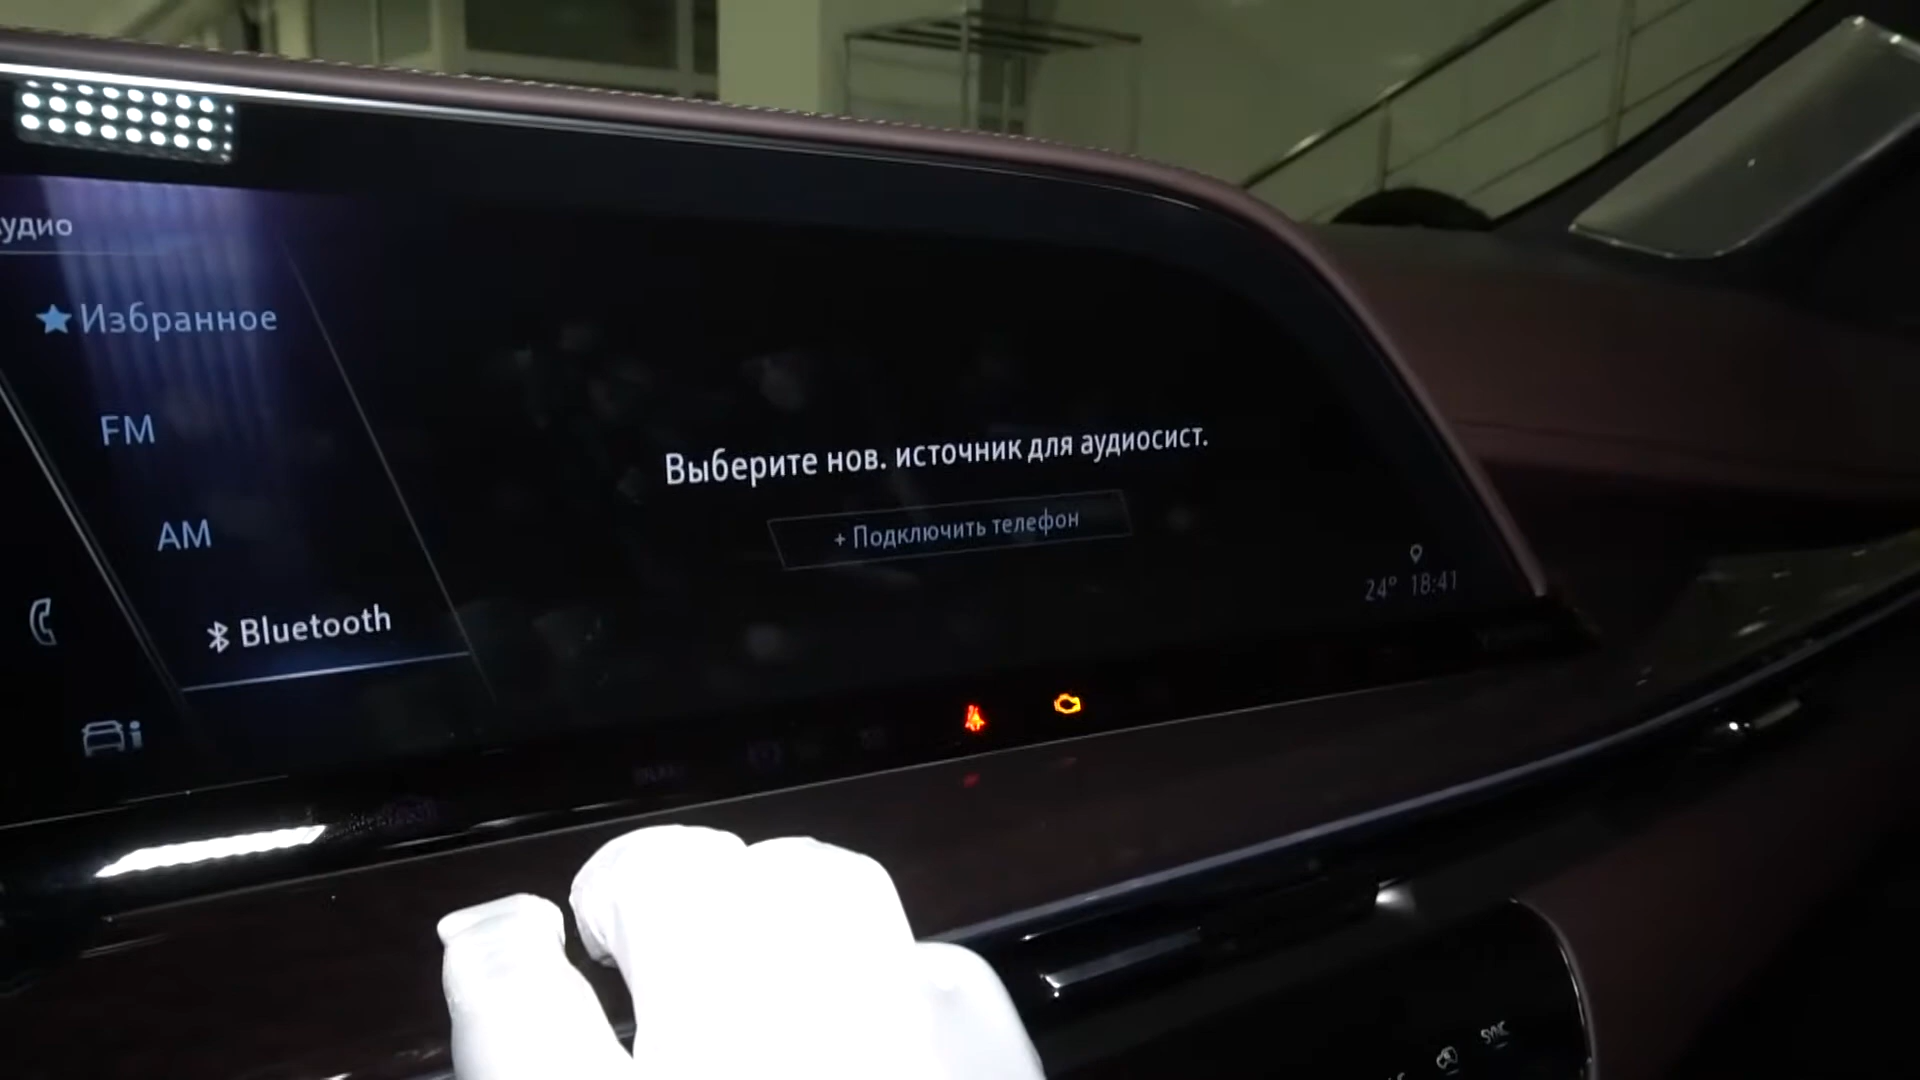 удио
Избранное
FM
AM
Bluetooth
Выберите нов. источник для аудиосист.
+ Подключить телефон
24° 18:41
SYNC